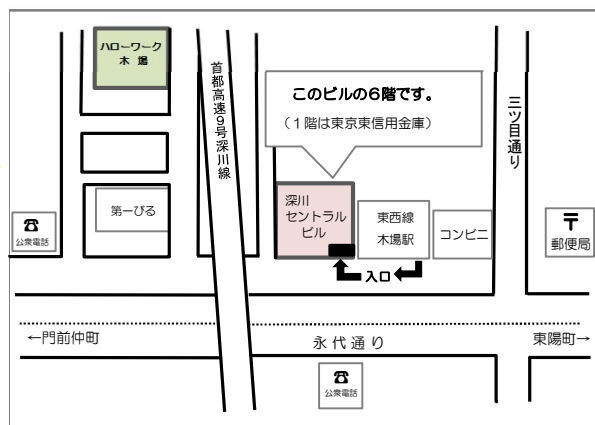 ハローワーク
木 場
首都高速9号深川線
このビルの6階です。
（1階は東京東信用金庫）
三ツ目通り
第一びる
深川
セントラル
ビル
東西線
木場駅
コンビニ
〒
郵便局
☎
公衆電話
入口
←門前仲町
永代通り
東陽町→
☎
公衆電話